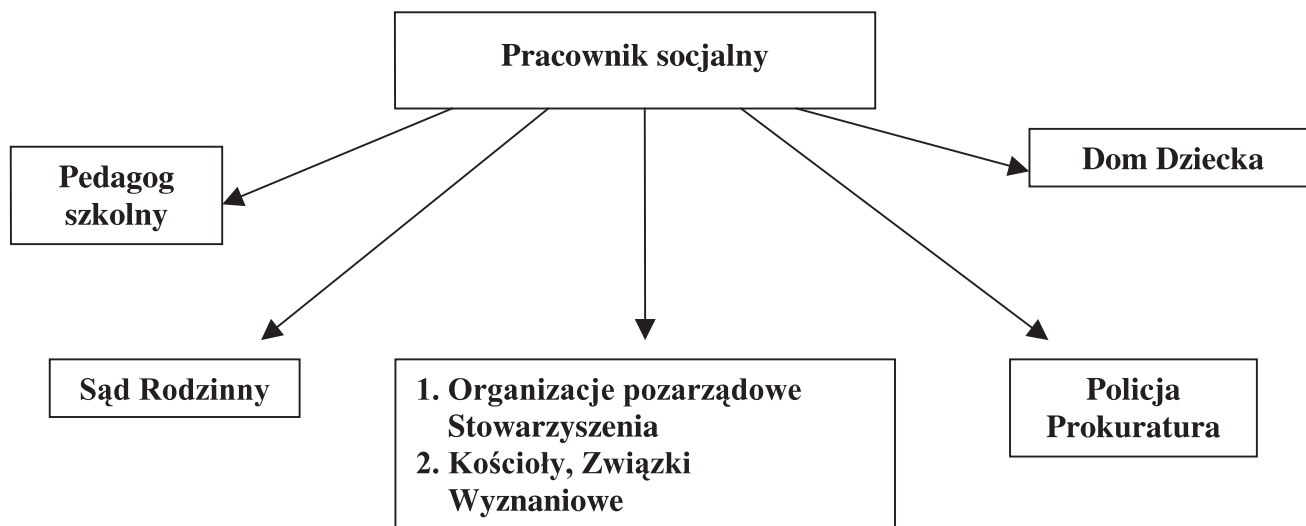 Pracownik socjalny
Pedagog
szkolny
Dom Dziecka
Sąd Rodzinny
1. Organizacje pozarządowe
Stowarzyszenia
2. Kościoły, Związki
Wyznaniowe
Policja
Prokuratura